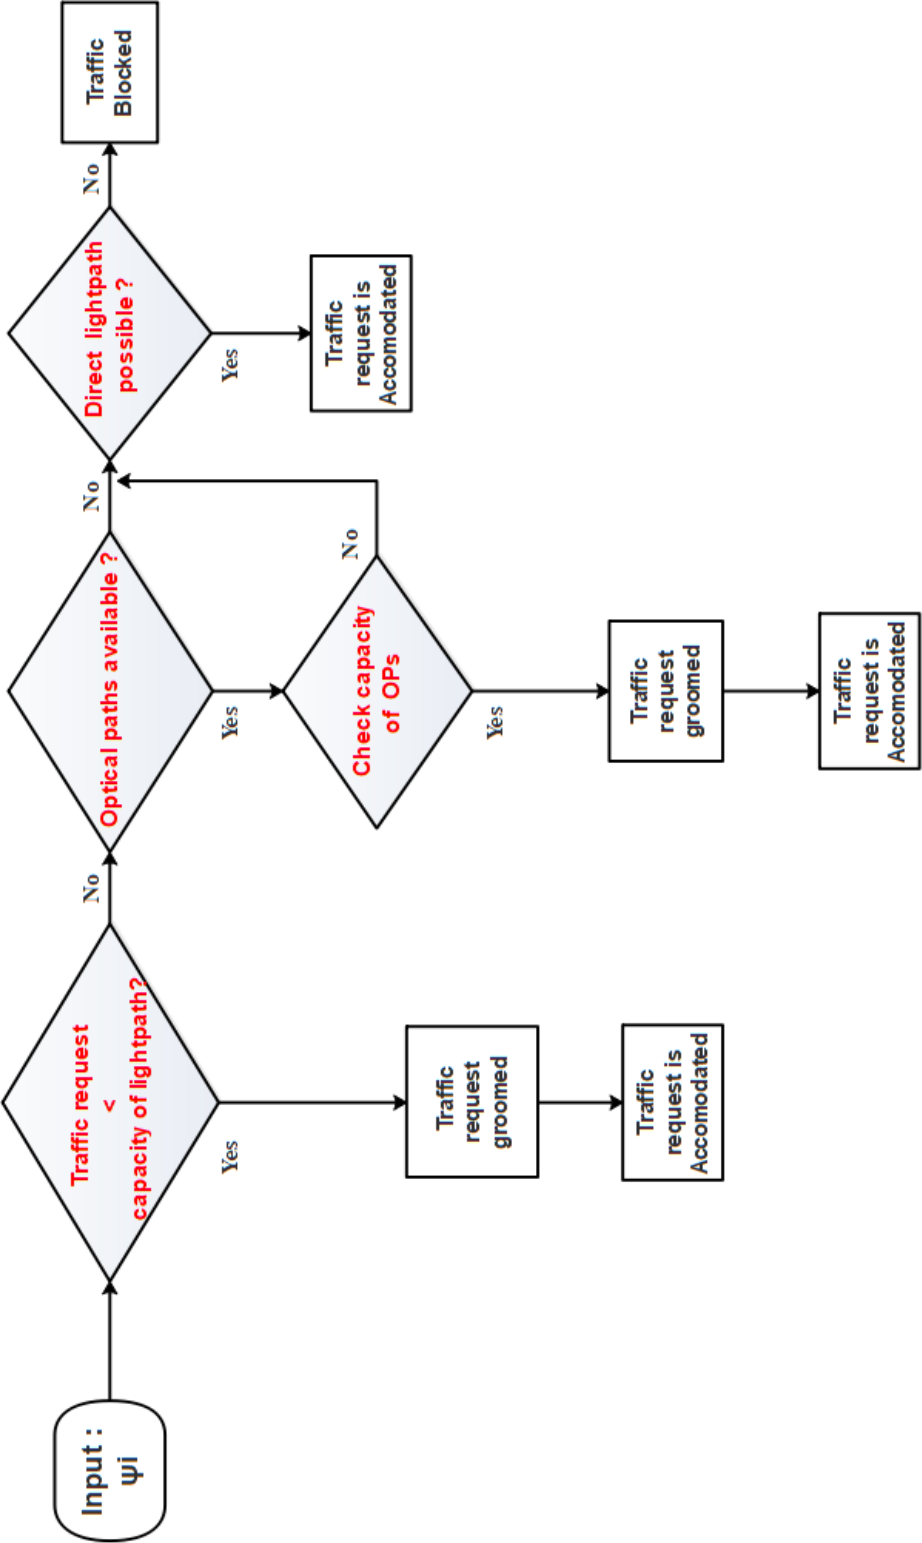 Input :
ψi
Traffic request
<
capacity of lightpath?
Yes
No
Traffic
request
groomed
Traffic
request is
Accomodated
Optical paths available ?
Yes
No
Check capacity
of OPs
No
Yes
Traffic
request
groomed
Traffic
request is
Accomodated
Direct lightpath
possible ?
Yes
No
Traffic
request is
Accomodated
Traffic
Blocked